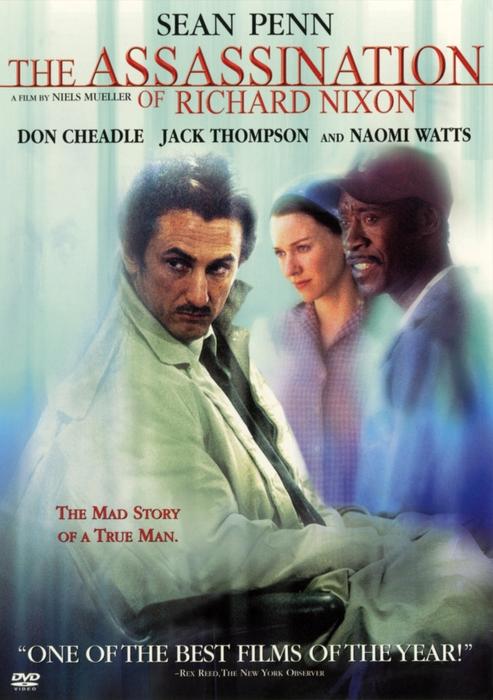 SEAN PENN
THE ASSASSINATION
A FILM BY NIELS MUELLER OF RICHARD NIXON
DON CHEADLE JACK THOMPSON AND NAOMI WATTS
THE MAD STORY
OF A TRUE MAN.
"ONE OF THE BEST FILMS OF THE YEAR!"
–REX REED, THE NEW YORK OBSERVER
DVD
VIDEO